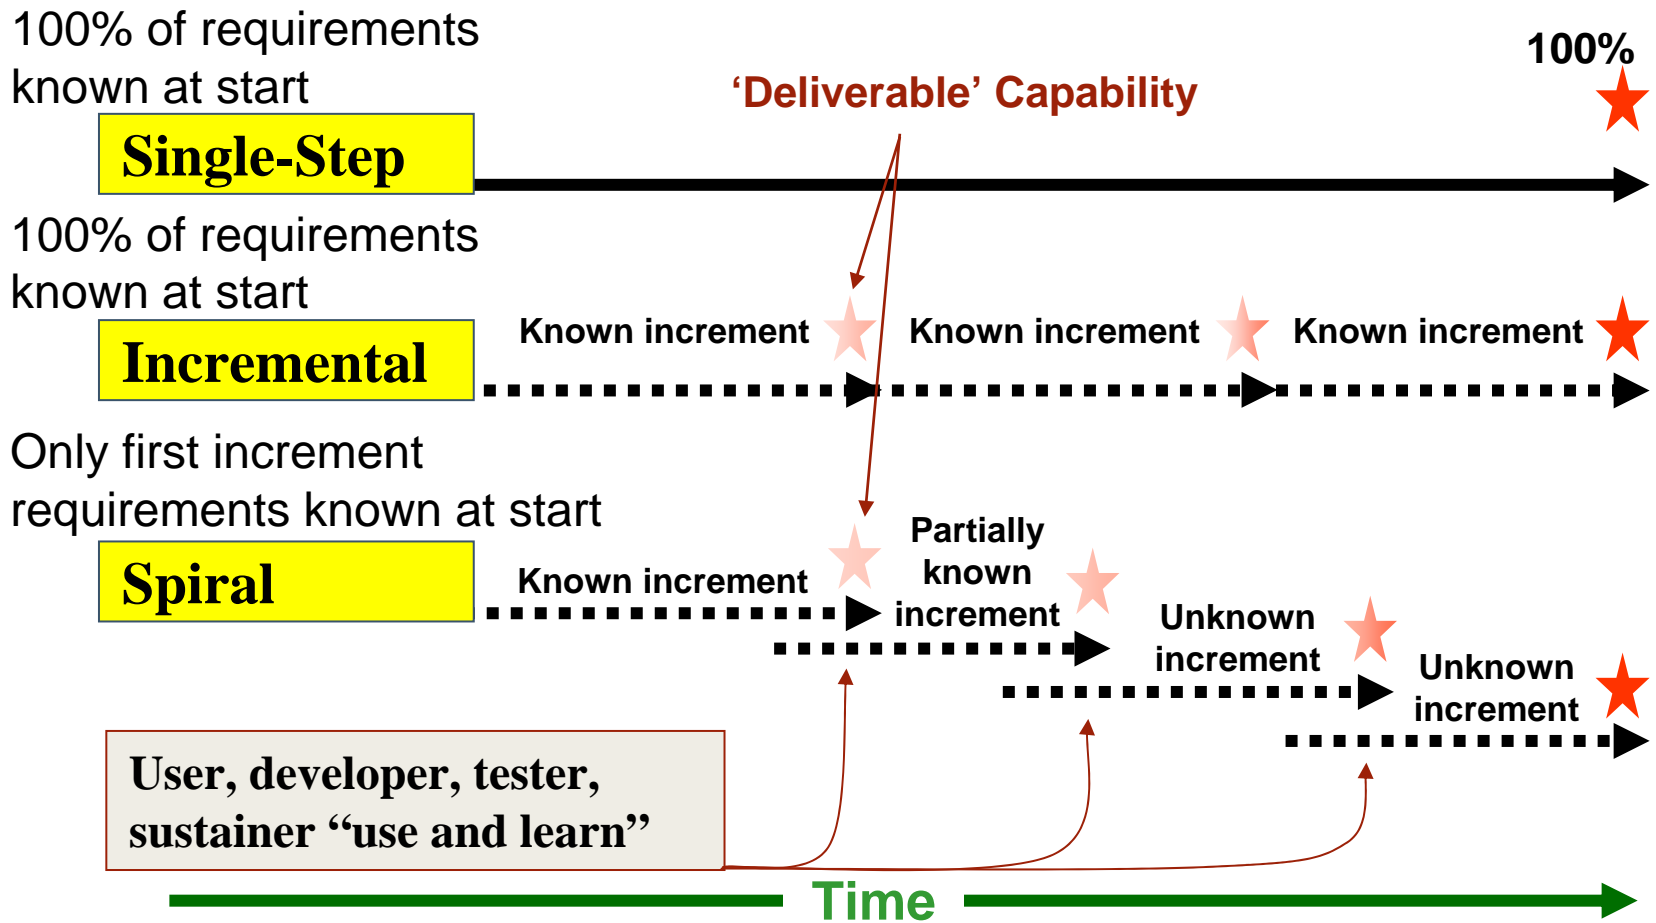 100% of requirements
known at start
100%
‘Deliverable’ Capability
Single-Step
100% of requirements
known at start
Known increment
Known increment
Known increment
Incremental
Only first increment
requirements known at start
Spiral
Known increment
Partially
known
increment
Unknown
increment
Unknown
increment
User, developer, tester,
sustainer “use and learn”
Time